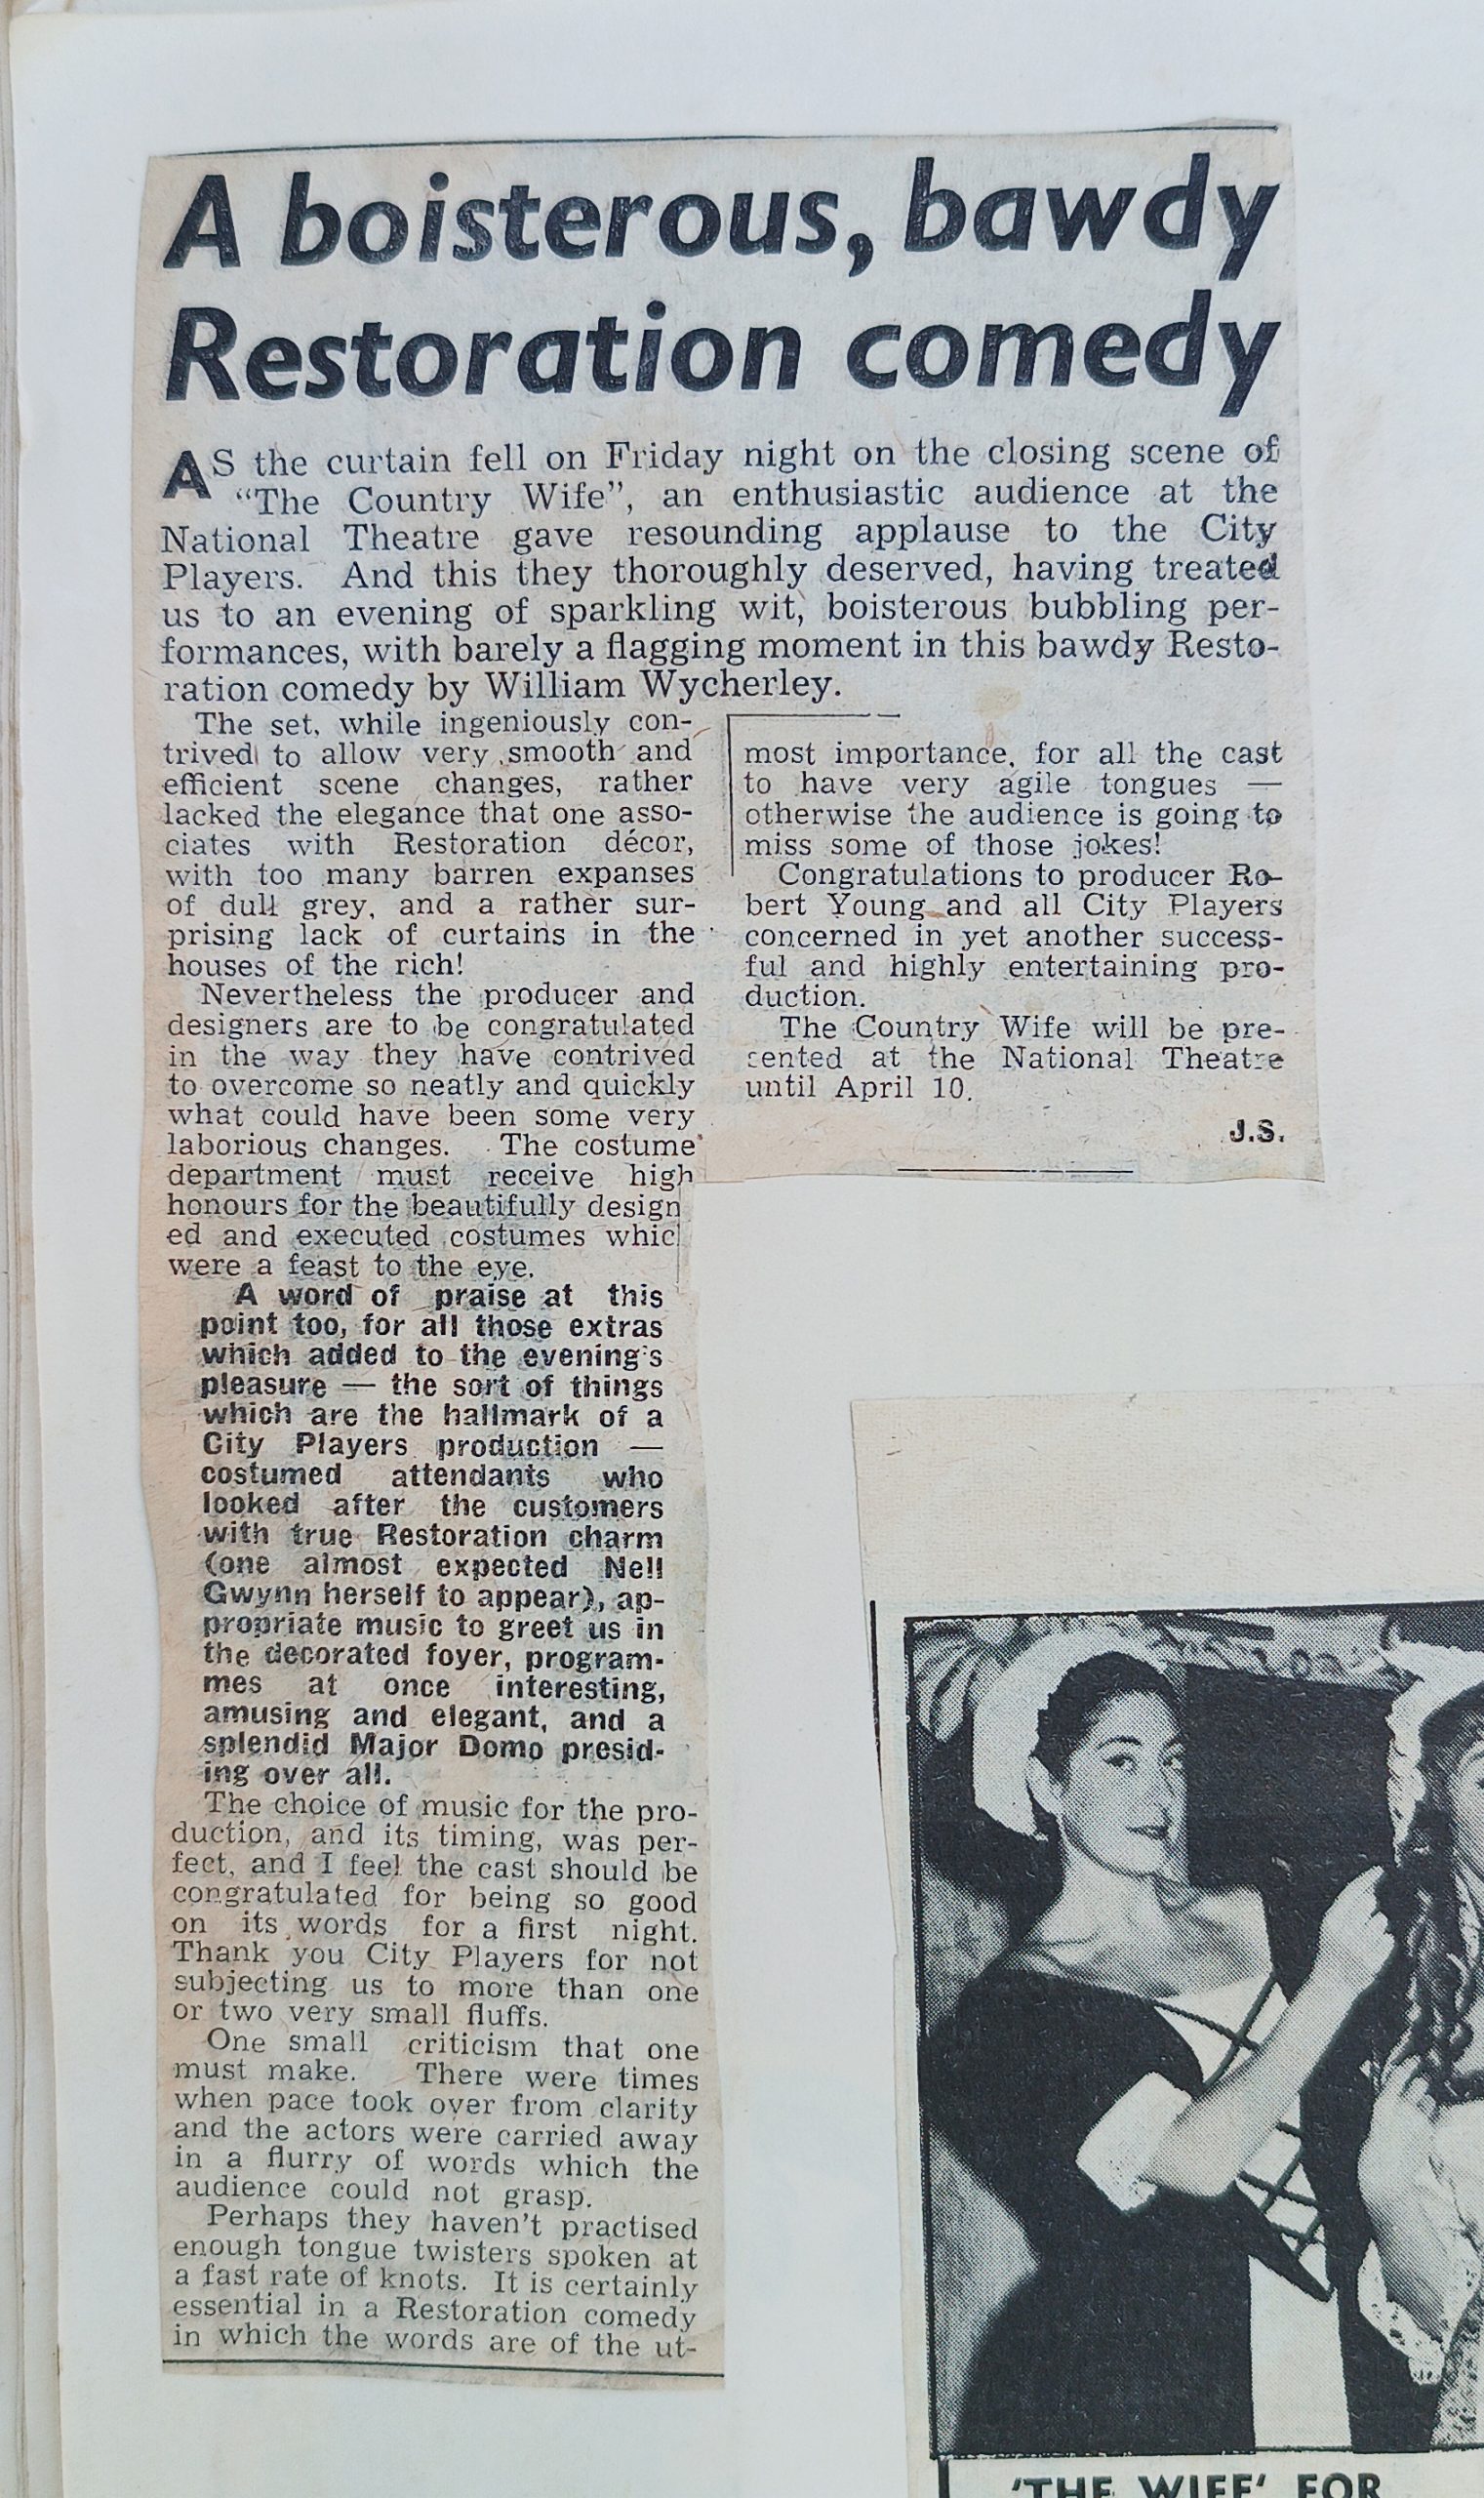 A boisterous, bawdy
Restoration comedy
AS the curtain fell on Friday night on the closing scene of
“The Country Wife”, an enthusiastic audience at the
National Theatre gave resounding applause to the City
Players. And this they thoroughly deserved, having treated
us to an evening of sparkling wit, boisterous bubbling per-
formances, with barely a flagging moment in this bawdy Resto-
ration comedy by William Wycherley.
The set, while ingeniously con-
trived to allow very smooth and
efficient scene changes, rather
lacked the elegance that one asso-
ciates with Restoration décor,
with too many barren expanses
of dull grey, and a rather sur-
prising lack of curtains in the
houses of the rich!
Nevertheless the producer and
designers are to be congratulated
in the way they have contrived
to overcome so neatly and quickly
what could have been some very
laborious changes. The costume
department must receive high
honours for the beautifully design
ed and executed costumes whic
were a feast to the eye.
A word of praise at this
point too, for all those extras
which added to the evening's
pleasure — the sort of things
which are the hallmark of a
City Players production —
costumed attendants who
looked after the customers
with true Restoration charm
(one almost expected Nell
Gwynn herself to appear), ap-
propriate music to greet us in
the decorated foyer, program-
mes at once interesting,
amusing and elegant, and a
splendid Major Domo presid-
ing over all.
The choice of music for the pro-
duction, and its timing, was per-
fect, and I feel the cast should be
congratulated for being so good
on its words for a first night.
Thank you City Players for not
subjecting us to more than one
or two very small fluffs.
One small criticism that one
must make. There were times
when pace took over from clarity
and the actors were carried away
in a flurry of words which the
audience could not grasp.
Perhaps they haven't practised
enough tongue twisters spoken at
a fast rate of knots. It is certainly
essential in a Restoration comedy
in which the words are of the ut-
most importance, for all the cast
to have very agile tongues —
otherwise the audience is going to
miss some of those jokes!
Congratulations to producer Ro-
bert Young and all City Players
concerned in yet another success-
ful and highly entertaining pro-
duction.
The Country Wife will be pre-
sented at the National Theatre
until April 10.
J.S.
'THE WIFE' FOR